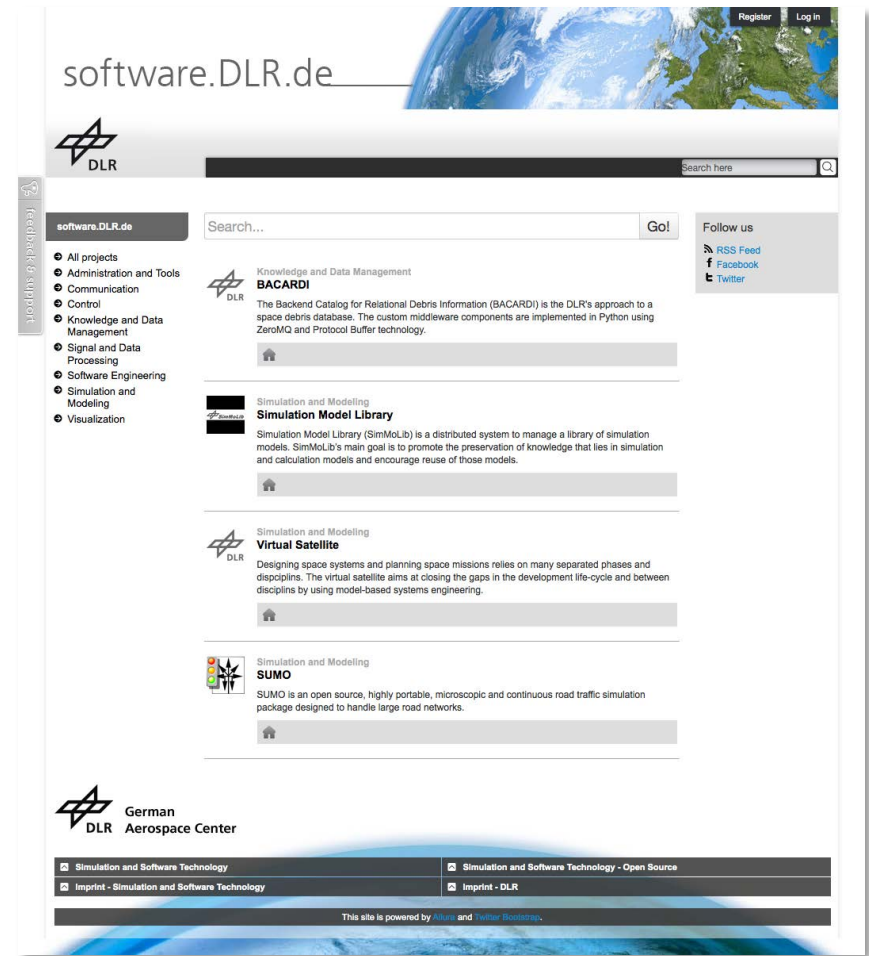 Register Log in
software.DLR.de
DLR
Search here
feedback & support
software.DLR.de
All projects
Administration and Tools
Communication
Control
Knowledge and Data
Management
Signal and Data
Processing
Software Engineering
Simulation and
Modeling
Visualization
Search...
Go!
DLR
Knowledge and Data Management
BACARDI
The Backend Catalog for Relational Debris Information (BACARDI) is the DLR's approach to a
space debris database. The custom middleware components are implemented in Python using
ZeroMQ and Protocol Buffer technology.
SimMoLib
Simulation and Modeling
Simulation Model Library
Simulation Model Library (SimMoLib) is a distributed system to manage a library of simulation
models. SimMoLib's main goal is to promote the preservation of knowledge that lies in simulation
and calculation models and encourage reuse of those models.
DLR
Simulation and Modeling
Virtual Satellite
Designing space systems and planning space missions relies on many separated phases and
dispciplins. The virtual satellite aims at closing the gaps in the development life-cycle and between
disciplins by using model-based systems engineering.
Simulation and Modeling
SUMO
SUMO is an open source, highly portable, microscopic and continuous road traffic simulation
package designed to handle large road networks.
Follow us
RSS Feed
Facebook
Twitter
DLR
German
Aerospace Center
Simulation and Software Technology
Simulation and Software Technology - Open Source
Imprint - Simulation and Software Technology
Imprint - DLR
This site is powered by Allura and Twitter Bootstrap.